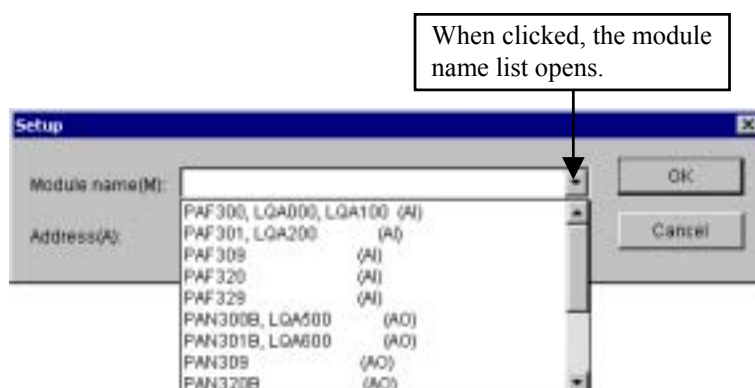 When clicked, the module
name list opens.
Setup
Module name(M):
OK
PAF300, LQA000, LQA100 (AI)
Address(A):
Cancel
PAF301, LQA200 (AI)
PAF309 (AI)
PAF320 (AI)
PAF329 (AI)
PAN300B, LQA500 (AO)
PAN301B, LQA600 (AO)
PAN309 (AO)
PAN320B (AO)